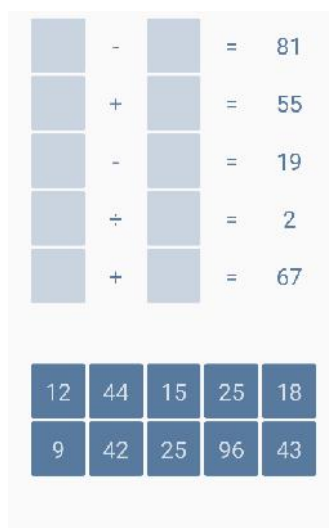 - = 81
+ = 55
- = 19
÷ = 2
+ = 67
12 44 15 25 18
9 42 25 96 43